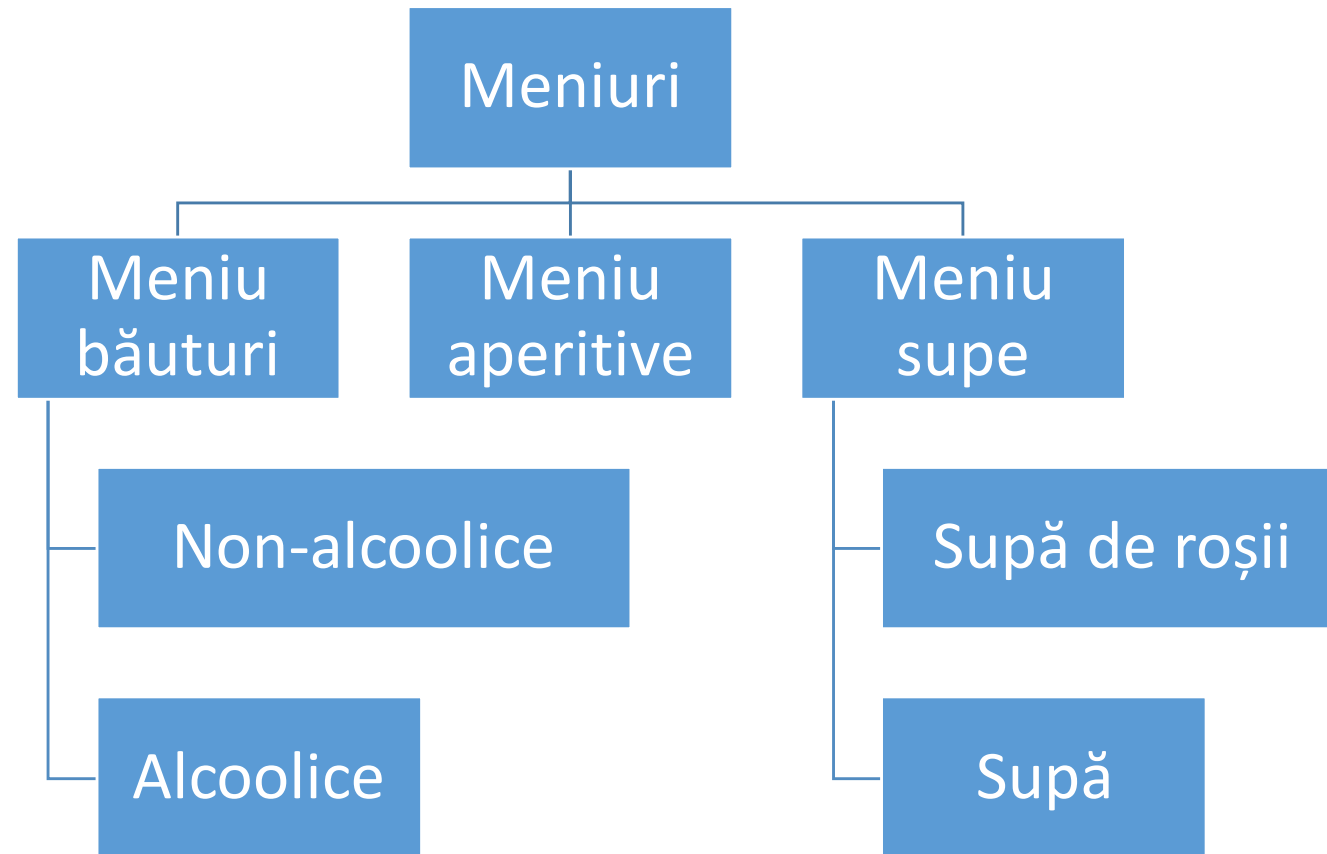 Meniuri
Meniu
băuturi
Meniu
aperitive
Meniu
supe
Non-alcoolice
Supă de roșii
Alcoolice
Supă